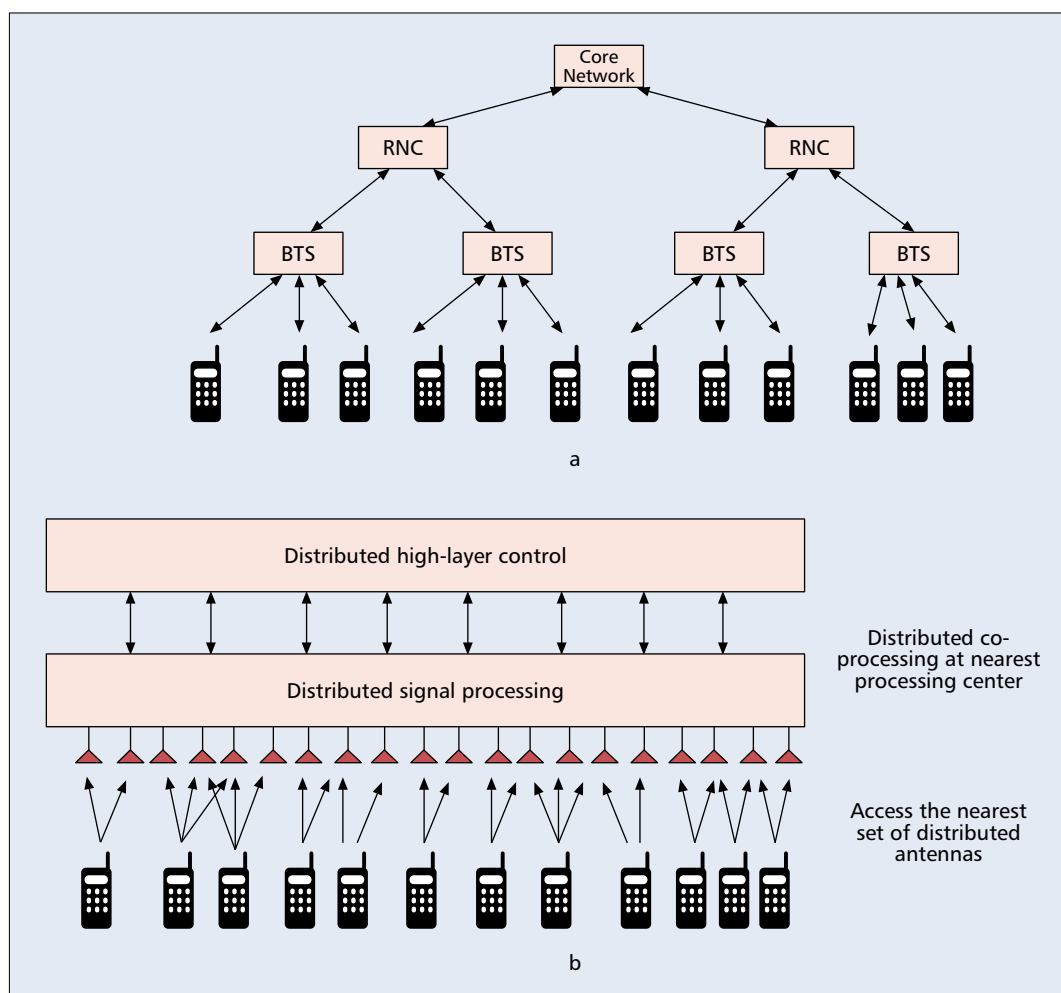 Core
Network
RNC
RNC
BTS
BTS
BTS
BTS
a
Distributed high-layer control
Distributed co-
processing at nearest
processing center
Distributed signal processing
Access the nearest
set of distributed
antennas
b